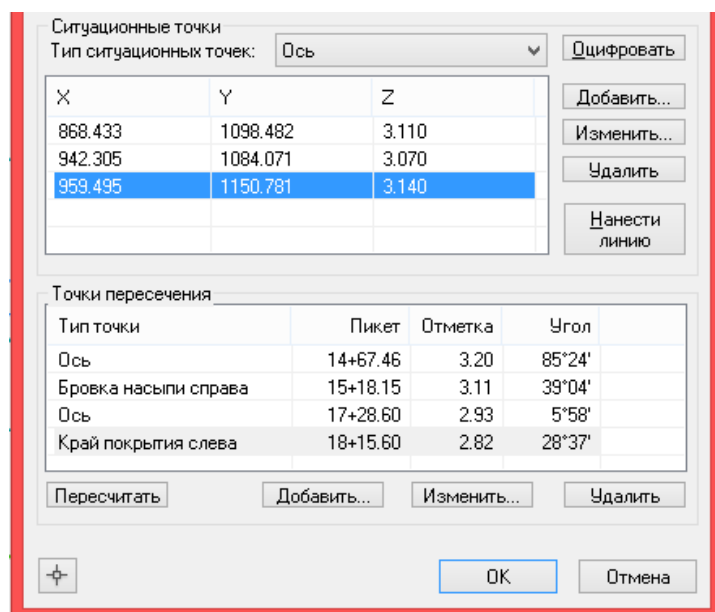 Ситуационные точки
Тип ситуационных точек: Ось Оцифровать
X Y Z Добавить...
868.433 1098.482 3.110 Изменить...
942.305 1084.071 3.070
959.495 1150.781 3.140 Удалить
Нанести
линию
Точки пересечения
Тип точки Пикет Отметка Угол
Ось 14+67.46 3.20 85°24'
Бровка насыпи справа 15+18.15 3.11 39°04'
Ось 17+28.60 2.93 5°58'
Край покрытия слева 18+15.60 2.82 28°37'
Пересчитать Добавить... Изменить... Удалить
OK Отмена